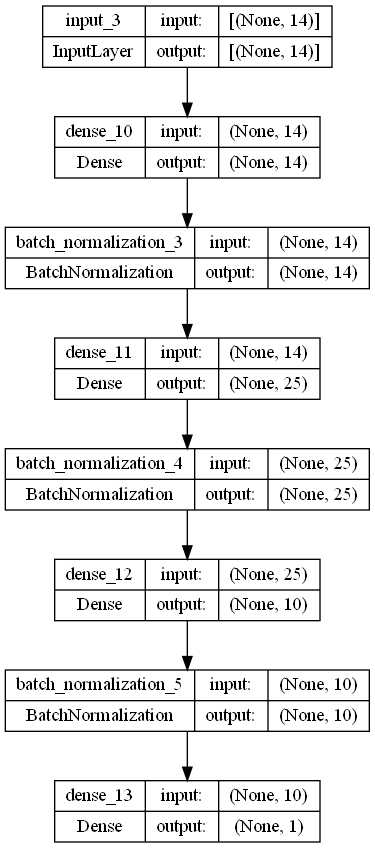 input_3 input: [(None, 14)]
InputLayer output: [(None, 14)]
dense_10 input: (None, 14)
Dense output: (None, 14)
batch_normalization_3 input: (None, 14)
BatchNormalization output: (None, 14)
dense_11 input: (None, 14)
Dense output: (None, 25)
batch_normalization_4 input: (None, 25)
BatchNormalization output: (None, 25)
dense_12 input: (None, 25)
Dense output: (None, 10)
batch_normalization_5 input: (None, 10)
BatchNormalization output: (None, 10)
dense_13 input: (None, 10)
Dense output: (None, 1)